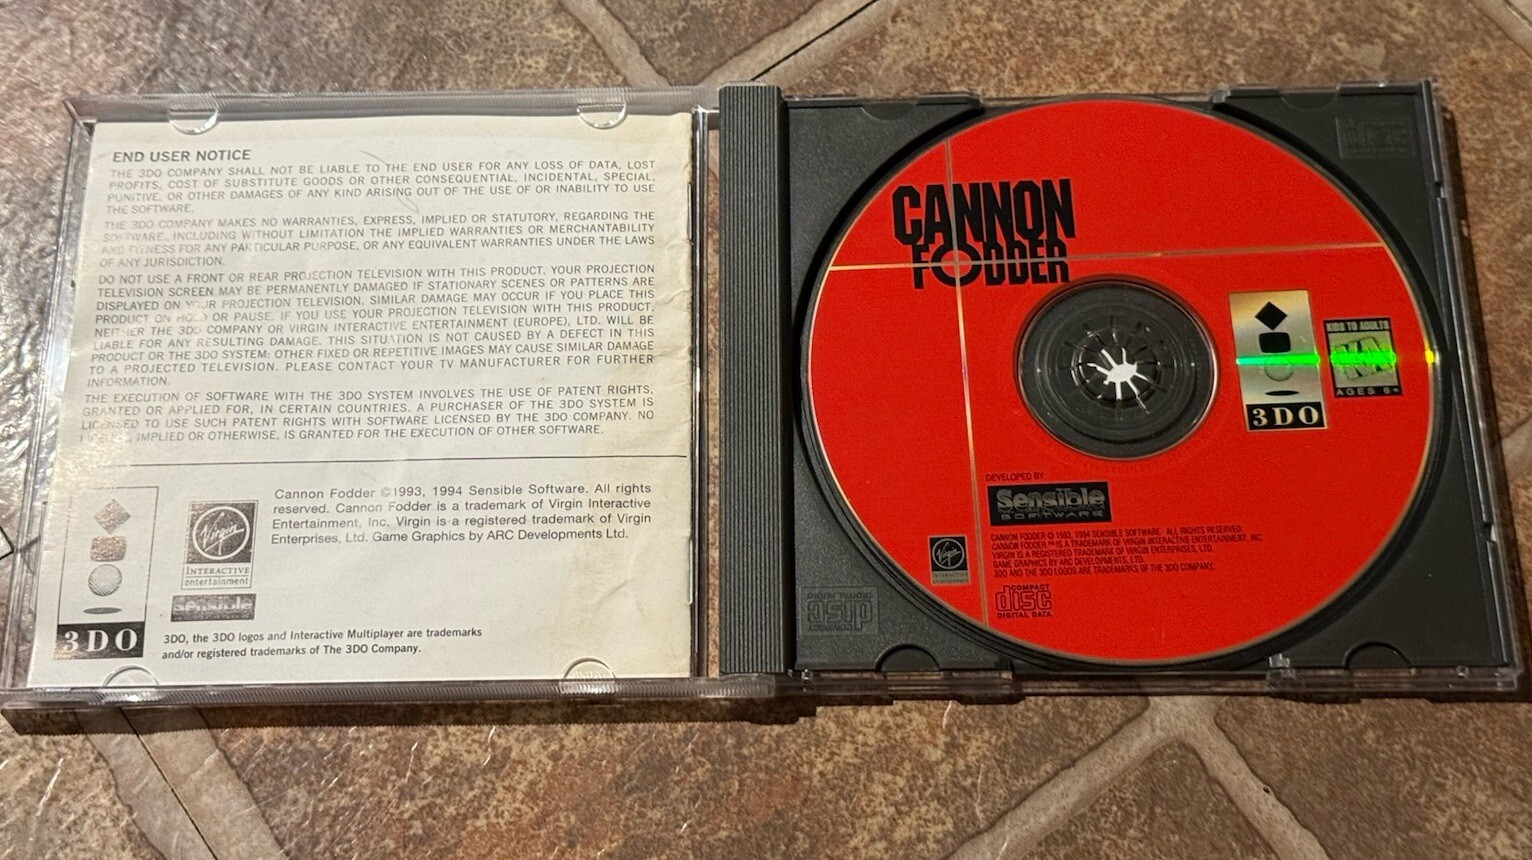 END USER NOTICE
THE 3DO COMPANY SHALL NOT BE LIABLE TO THE END USER FOR ANY LOSS OF DATA, LOST
PROFITS, COST OF SUBSTITUTE GOODS OR OTHER CONSEQUENTIAL, INCIDENTAL, SPECIAL,
PUNITIVE, OR OTHER DAMAGES OF ANY KIND ARISING OUT OF THE USE OF OR INABILITY TO USE
THE SOFTWARE.
THE 3DO COMPANY MAKES NO WARRANTIES, EXPRESS, IMPLIED OR STATUTORY, REGARDING THE
SOFTWARE, INCLUDING WITHOUT LIMITATION THE IMPLIED WARRANTIES OR MERCHANTABILITY
AND FITNESS FOR ANY PARTICULAR PURPOSE, OR ANY EQUIVALENT WARRANTIES UNDER THE LAWS
OF ANY JURISDICTION.
DO NOT USE A FRONT OR REAR PROJECTION TELEVISION WITH THIS PRODUCT. YOUR PROJECTION
TELEVISION SCREEN MAY BE PERMANENTLY DAMAGED IF STATIONARY SCENES OR PATTERNS ARE
DISPLAYED ON YOUR PROJECTION TELEVISION. SIMILAR DAMAGE MAY OCCUR IF YOU PLACE THIS
PRODUCT ON HOLD OR PAUSE. IF YOU USE YOUR PROJECTION TELEVISION WITH THIS PRODUCT,
NEITHER THE 3DO COMPANY OR VIRGIN INTERACTIVE ENTERTAINMENT (EUROPE), LTD. WILL BE
LIABLE FOR ANY RESULTING DAMAGE. THIS SITUATION IS NOT CAUSED BY A DEFECT IN THIS
PRODUCT OR THE 3DO SYSTEM: OTHER FIXED OR REPETITIVE IMAGES MAY CAUSE SIMILAR DAMAGE
TO A PROJECTED TELEVISION. PLEASE CONTACT YOUR TV MANUFACTURER FOR FURTHER
INFORMATION.
THE EXECUTION OF SOFTWARE WITH THE 3DO SYSTEM INVOLVES THE USE OF PATENT RIGHTS,
GRANTED OR APPLIED FOR, IN CERTAIN COUNTRIES. A PURCHASER OF THE 3DO SYSTEM IS
LICENSED TO USE SUCH PATENT RIGHTS WITH SOFTWARE LICENSED BY THE 3DO COMPANY. NO
LICENSE, IMPLIED OR OTHERWISE, IS GRANTED FOR THE EXECUTION OF OTHER SOFTWARE.
Cannon Fodder ©1993, 1994 Sensible Software. All rights
reserved. Cannon Fodder is a trademark of Virgin Interactive
Entertainment, Inc. Virgin is a registered trademark of Virgin
Enterprises, Ltd. Game Graphics by ARC Developments Ltd.
Virgin
INTERACTIVE
entertainment
3DO
3DO, the 3DO logos and Interactive Multiplayer are trademarks
and/or registered trademarks of The 3DO Company.
CANNON
FODDER
3DO
KIDS TO ADULTS
KA
AGES 6+
DEVELOPED BY
Sensible
SOFTWARE
CANNON FODDER © 1993, 1994 SENSIBLE SOFTWARE. ALL RIGHTS RESERVED.
CANNON FODDER™ IS A TRADEMARK OF VIRGIN INTERACTIVE ENTERTAINMENT, INC.
VIRGIN IS A REGISTERED TRADEMARK OF VIRGIN ENTERPRISES, LTD.
GAME GRAPHICS BY ARC DEVELOPMENTS, LTD.
3DO AND THE 3DO LOGOS ARE TRADEMARKS OF THE 3DO COMPANY.
Virgin
INTERACTIVE
COMPACT
disc
DIGITAL DATA
COMPACT
disc
DIGITAL AUDIO